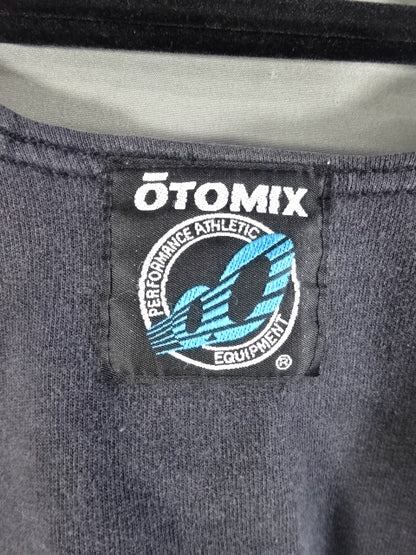 ŌTOMIX
PERFORMANCE ATHLETIC
EQUIPMENT
®